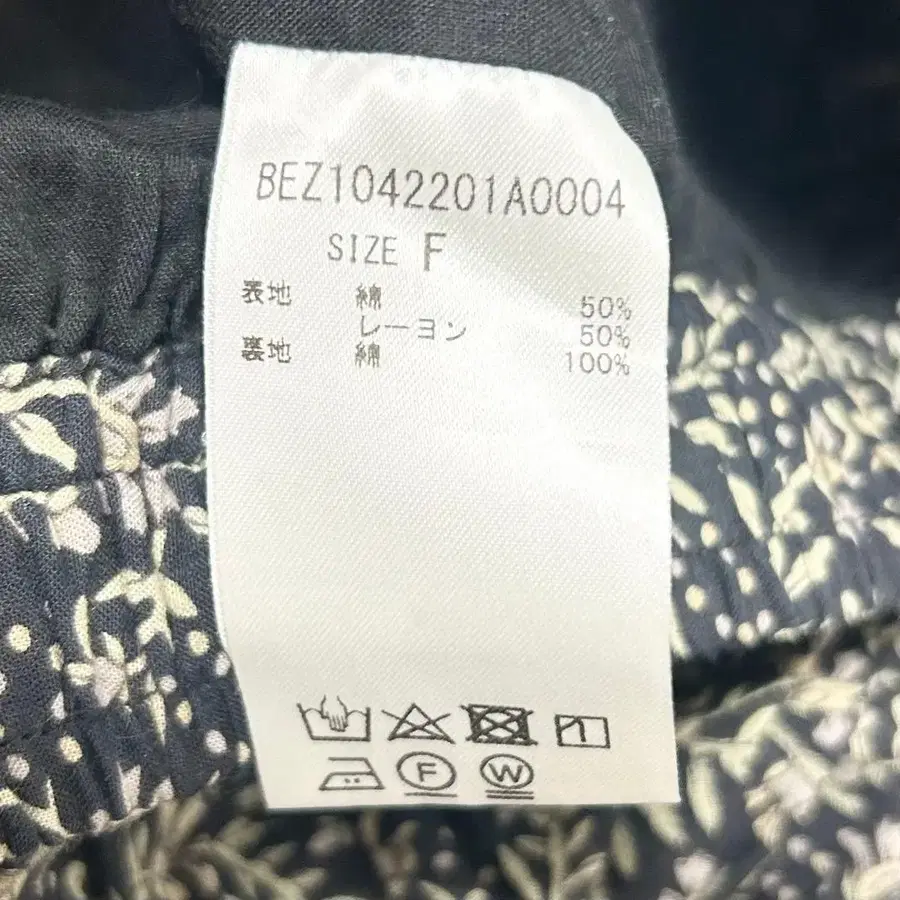 BEZ1042201A0004
SIZE F
表地 綿 50%
レーヨン 50%
裏地 綿 100%
F W